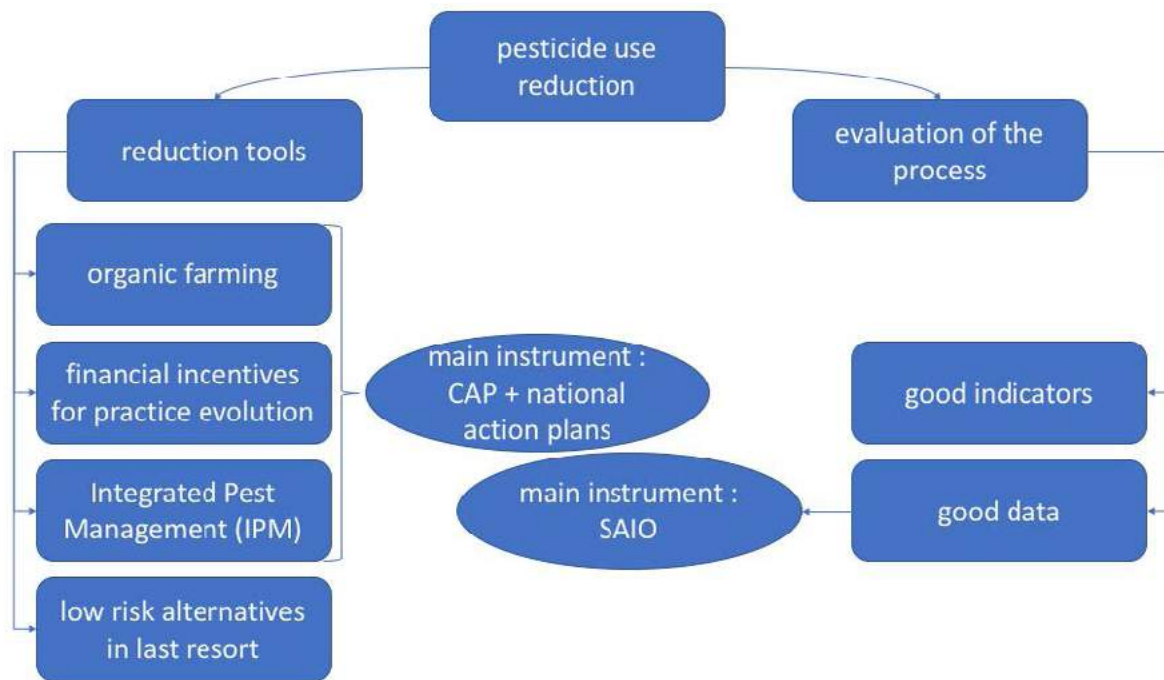 pesticide use
reduction
reduction tools
evaluation of the
process
organic farming
financial incentives
for practice evolution
Integrated Pest
Management (IPM)
low risk alternatives
in last resort
main instrument :
CAP + national
action plans
main instrument :
SAIO
good indicators
good data